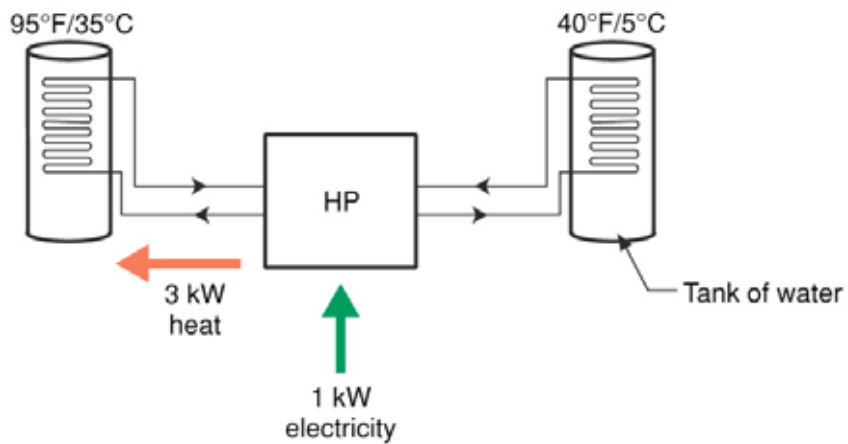 95°F/35°C
40°F/5°C
HP
3 kW
heat
Tank of water
1 kW
electricity